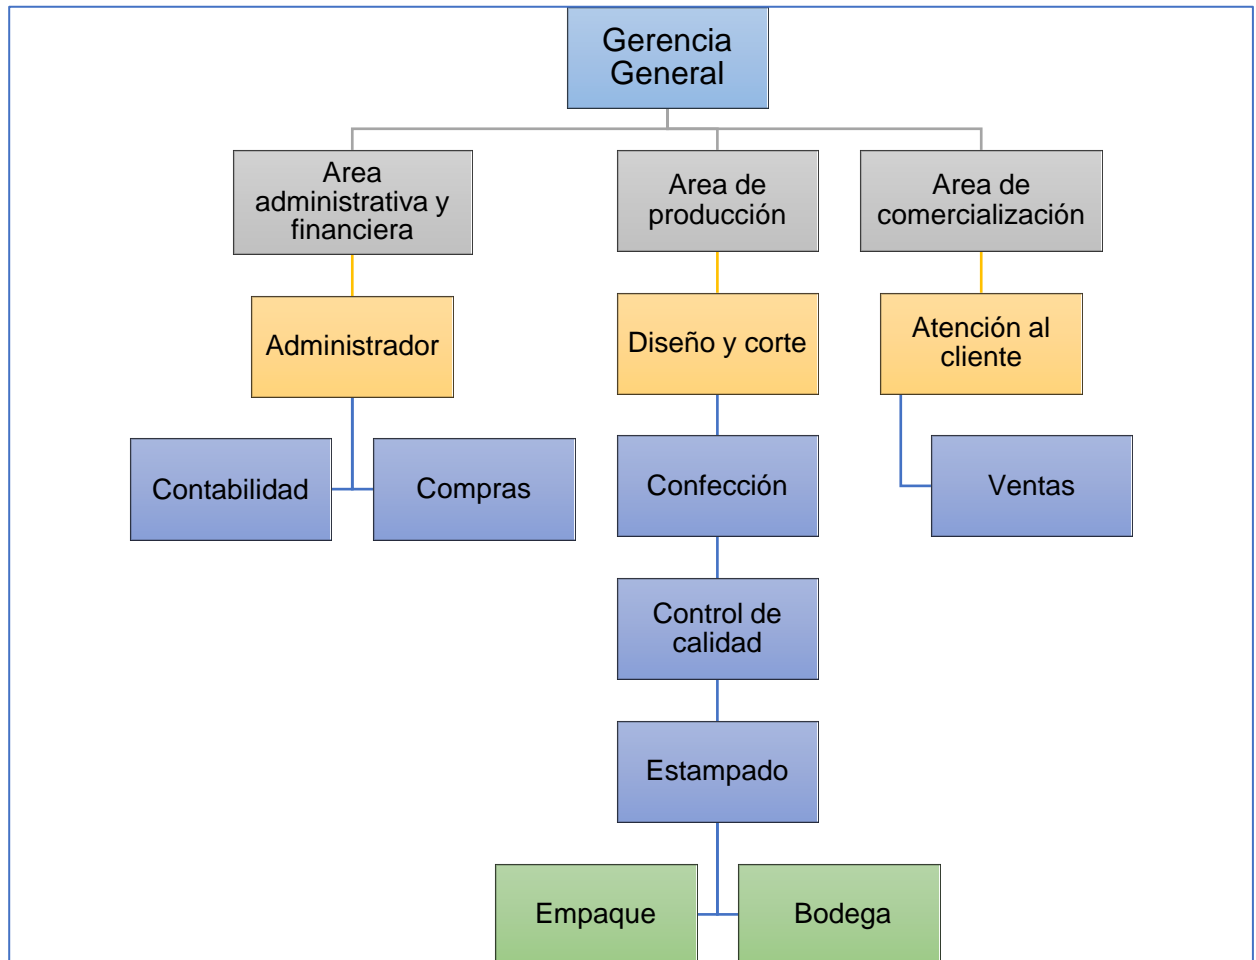 Gerencia
General
Area
administrativa y
financiera
Area de
producción
Area de
comercialización
Administrador
Diseño y corte
Atención al
cliente
Contabilidad
Compras
Confección
Ventas
Control de
calidad
Estampado
Empaque
Bodega